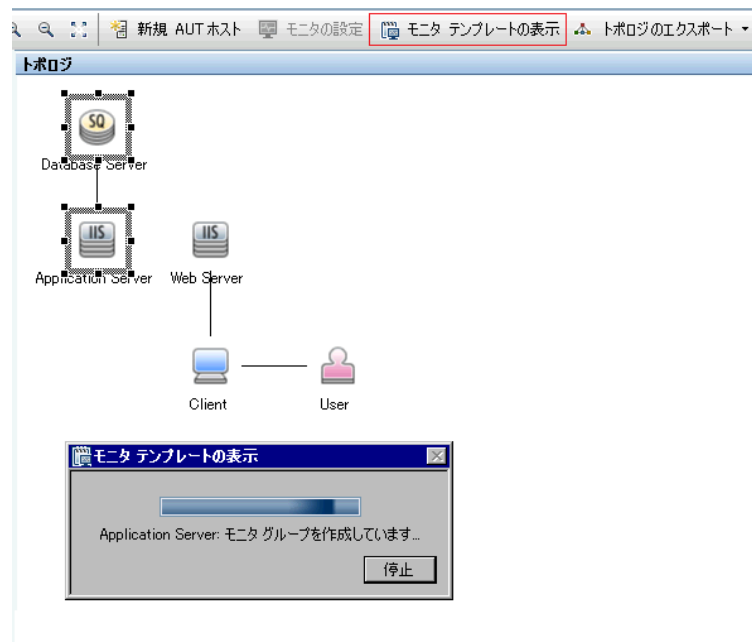 新規 AUT ホスト モニタの設定 モニタ テンプレートの表示 トポロジのエクスポート
トポロジ
SQ
Database Server
IIS IIS
Application Server Web Server
Client User
モニタ テンプレートの表示
Application Server: モニタ グループを作成しています...
停止